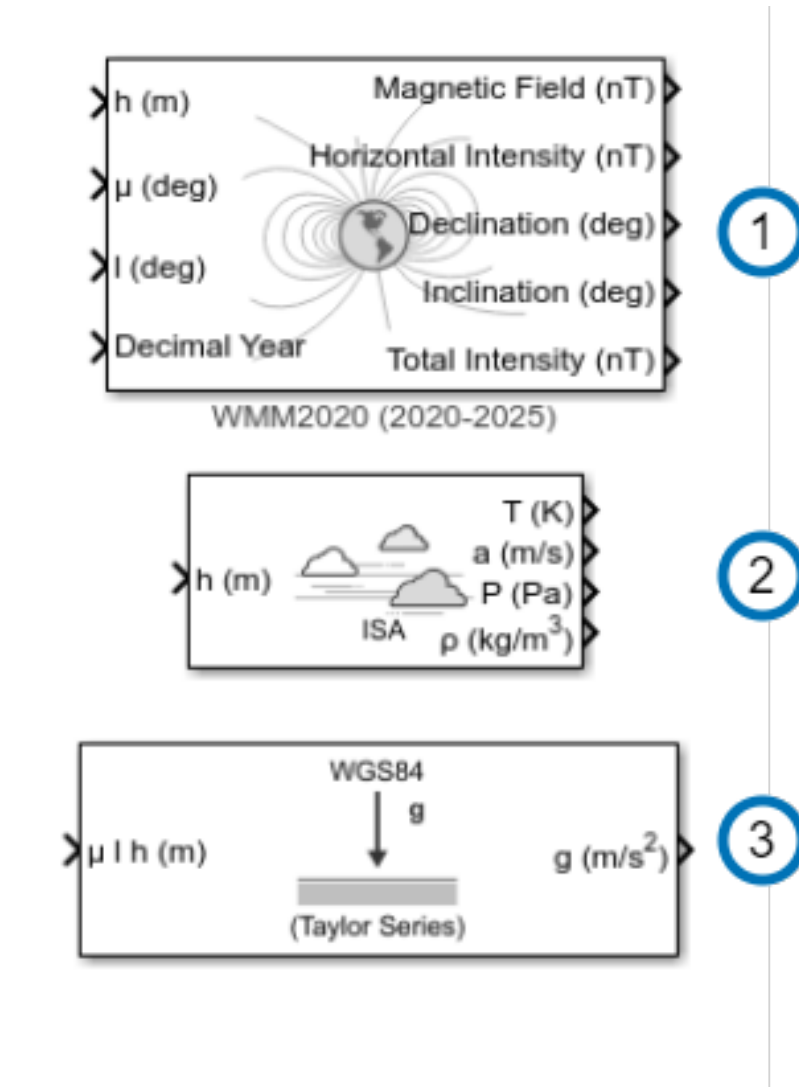 h (m)
μ (deg)
l (deg)
Decimal Year
Magnetic Field (nT)
Horizontal Intensity (nT)
Declination (deg)
Inclination (deg)
Total Intensity (nT)
1
WMM2020 (2020-2025)
h (m)
ISA
T (K)
a (m/s)
P (Pa)
ρ (kg/m³)
2
μ l h (m)
WGS84
g
(Taylor Series)
g (m/s²)
3